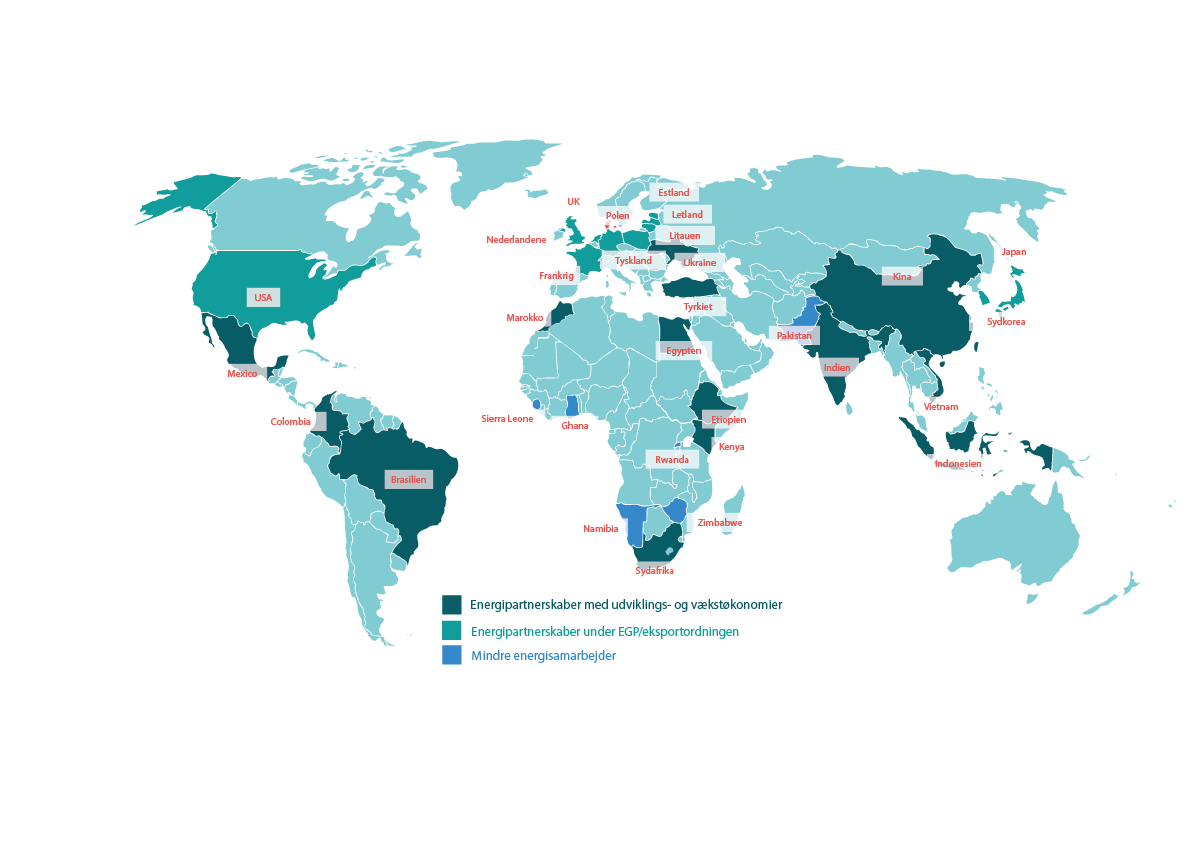 Estland
UK
Polen
Letland
Nederlandene
Litauen
Japan
Tyskland
Ukraine
Frankrig
Kina
USA
Tyrkiet
Marokko
Sydkorea
Pakistan
Egypten
Mexico
Indien
Vietnam
Sierra Leone
Colombia
Ghana
Etiopien
Kenya
Rwanda
Indonesien
Brasilien
Namibia
Zimbabwe
Sydafrika
Energipartnerskaber med udviklings- og vækstøkonomier
Energipartnerskaber under EGP/eksportordningen
Mindre energisamarbejder